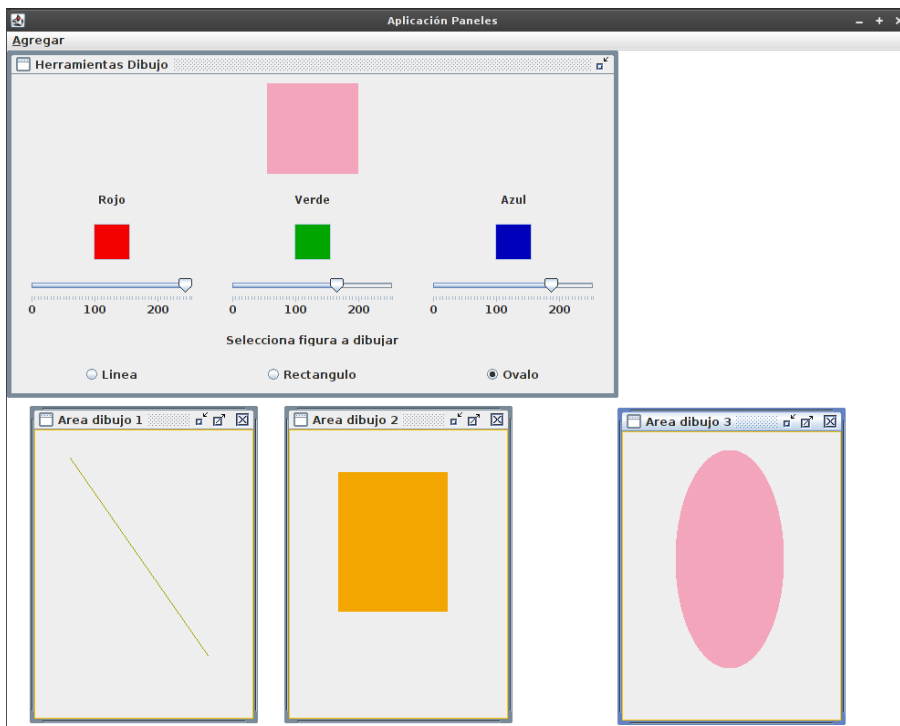 Aplicación Paneles
Agregar
Herramientas Dibujo
Rojo Verde Azul
0 100 200 0 100 200 0 100 200
Selecciona figura a dibujar
Linea Rectangulo Ovalo
Area dibujo 1 Area dibujo 2 Area dibujo 3